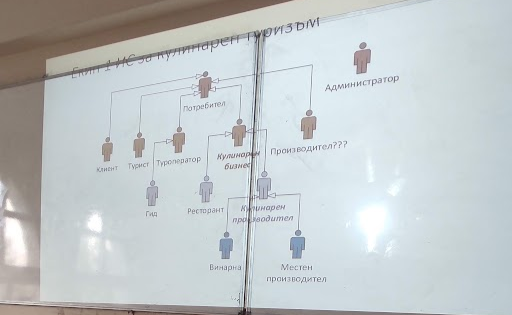 Екип 1 ИС за кулинарен туризъм
Администратор
Потребител
Клиент
Турист
Туроператор
Кулинарен
бизнес
Производител???
Гид
Ресторант
Кулинарен
производител
Винарна
Местен
производител